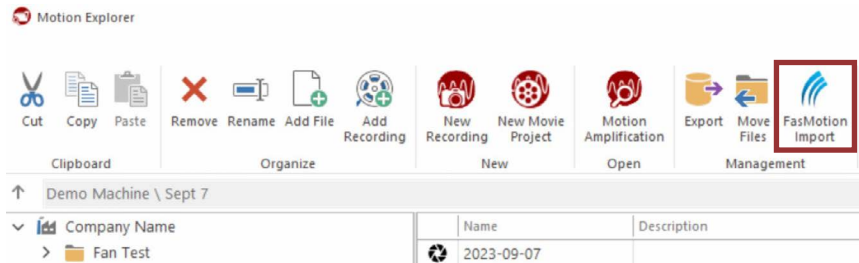 Motion Explorer
Cut Copy Paste Remove Rename Add File Add Recording New Recording New Movie Project Motion Amplification Export Move Files FasMotion Import
Clipboard Organize New Open Management
Demo Machine \ Sept 7
Company Name Name Description
Fan Test 2023-09-07